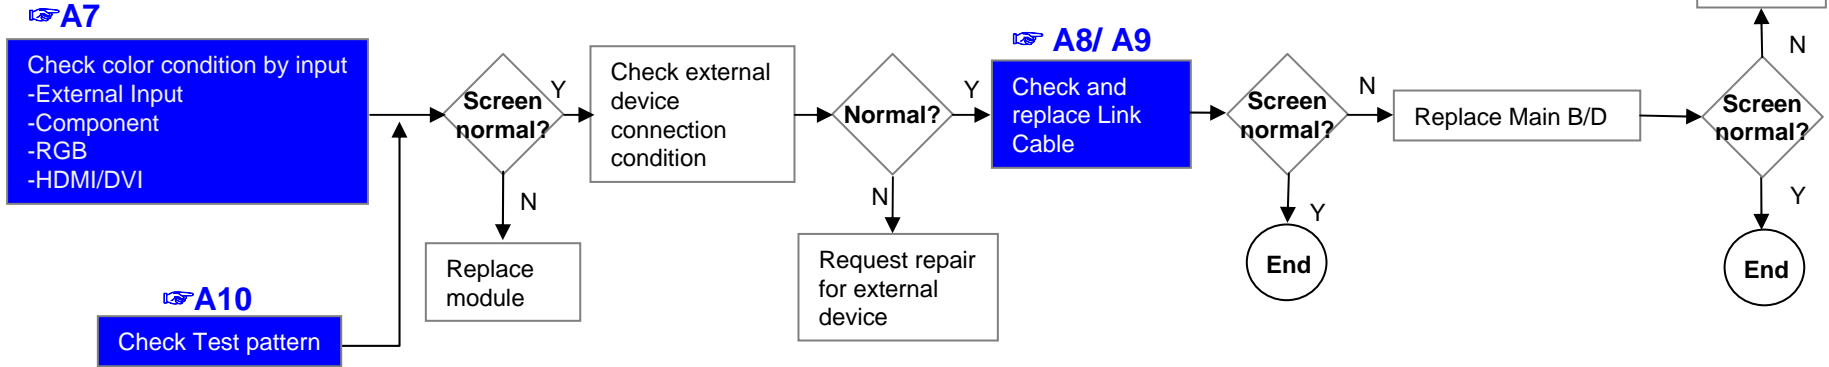 ☞A7
Check color condition by input
-External Input
-Component
-RGB
-HDMI/DVI
☞A10
Check Test pattern
Screen
normal?
Y
N
Replace
module
Check external
device
connection
condition
Normal?
Y
N
Request repair
for external
device
☞ A8/ A9
Check and
replace Link
Cable
Screen
normal?
N
Y
End
Replace Main B/D
Screen
normal?
N
Y
End